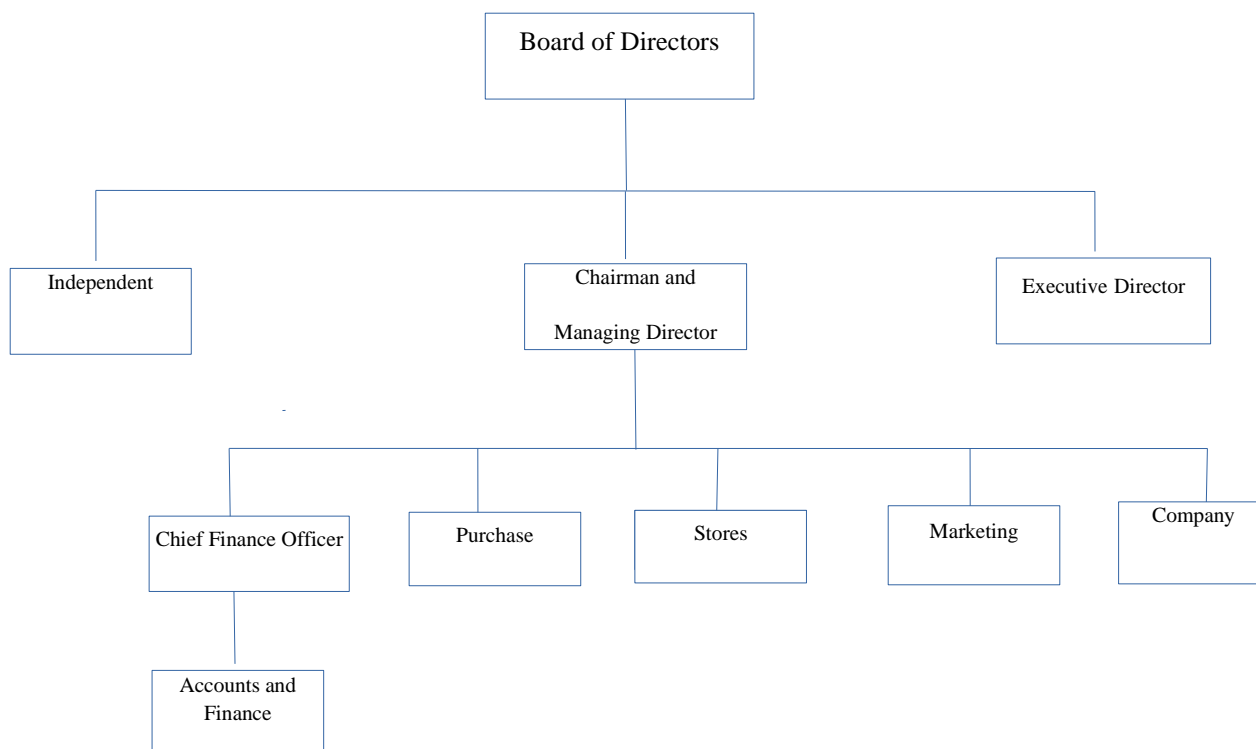 Board of Directors
Independent
Chairman and
Managing Director
Executive Director
Chief Finance Officer
Purchase
Stores
Marketing
Company
Accounts and
Finance